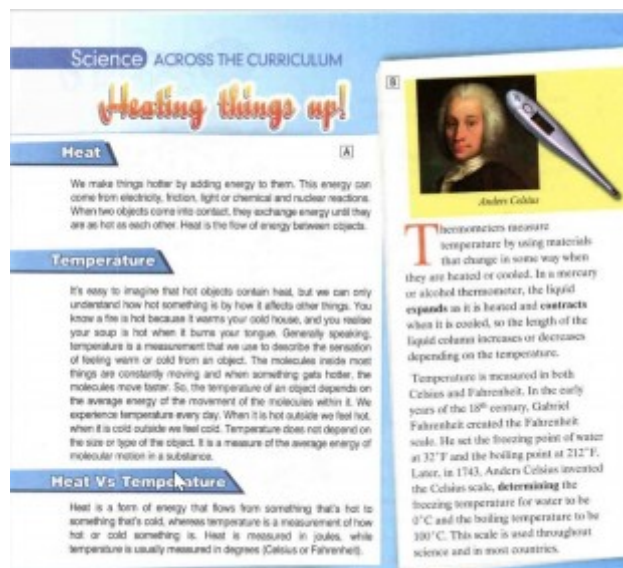 Science ACROSS THE CURRICULUM
Heating things up!
Heat
A
We make things hotter by adding energy to them. This energy can
come from electricity, friction, light or chemical and nuclear reactions.
When two objects come into contact, they exchange energy until they
are as hot as each other. Heat is the flow of energy between objects.
Temperature
It's easy to imagine that hot objects contain heat, but we can only
understand how hot something is by how it affects other things. You
know a fire is hot because it warms your cold house, and you realise
your soup is hot when it burns your tongue. Generally speaking,
temperature is a measurement that we use to describe the sensation
of feeling warm or cold from an object. The molecules inside most
things are constantly moving and when something gets hotter, the
molecules move faster. So, the temperature of an object depends on
the average energy of the movement of the molecules within it. We
experience temperature every day. When it is hot outside we feel hot,
when it is cold outside we feel cold. Temperature does not depend on
the size or type of the object. It is a measure of the average energy of
molecular motion in a substance.
Heat Vs Temperature
Heat is a form of energy that flows from something that's hot to
something that's cold, whereas temperature is a measurement of how
hot or cold something is. Heat is measured in joules, while
temperature is usually measured in degrees (Celsius or Fahrenheit).
B
Anders Celsius
Thermometers measure
temperature by using materials
that change in some way when
they are heated or cooled. In a mercury
or alcohol thermometer, the liquid
expands as it is heated and contracts
when it is cooled, so the length of the
liquid column increases or decreases
depending on the temperature.
Temperature is measured in both
Celsius and Fahrenheit. In the early
years of the 18th century, Gabriel
Fahrenheit created the Fahrenheit
scale. He set the freezing point of water
at 32°F and the boiling point at 212°F.
Later, in 1743, Anders Celsius invented
the Celsius scale, determining the
freezing temperature for water to be
0°C and the boiling temperature to be
100°C. This scale is used throughout
science and in most countries.